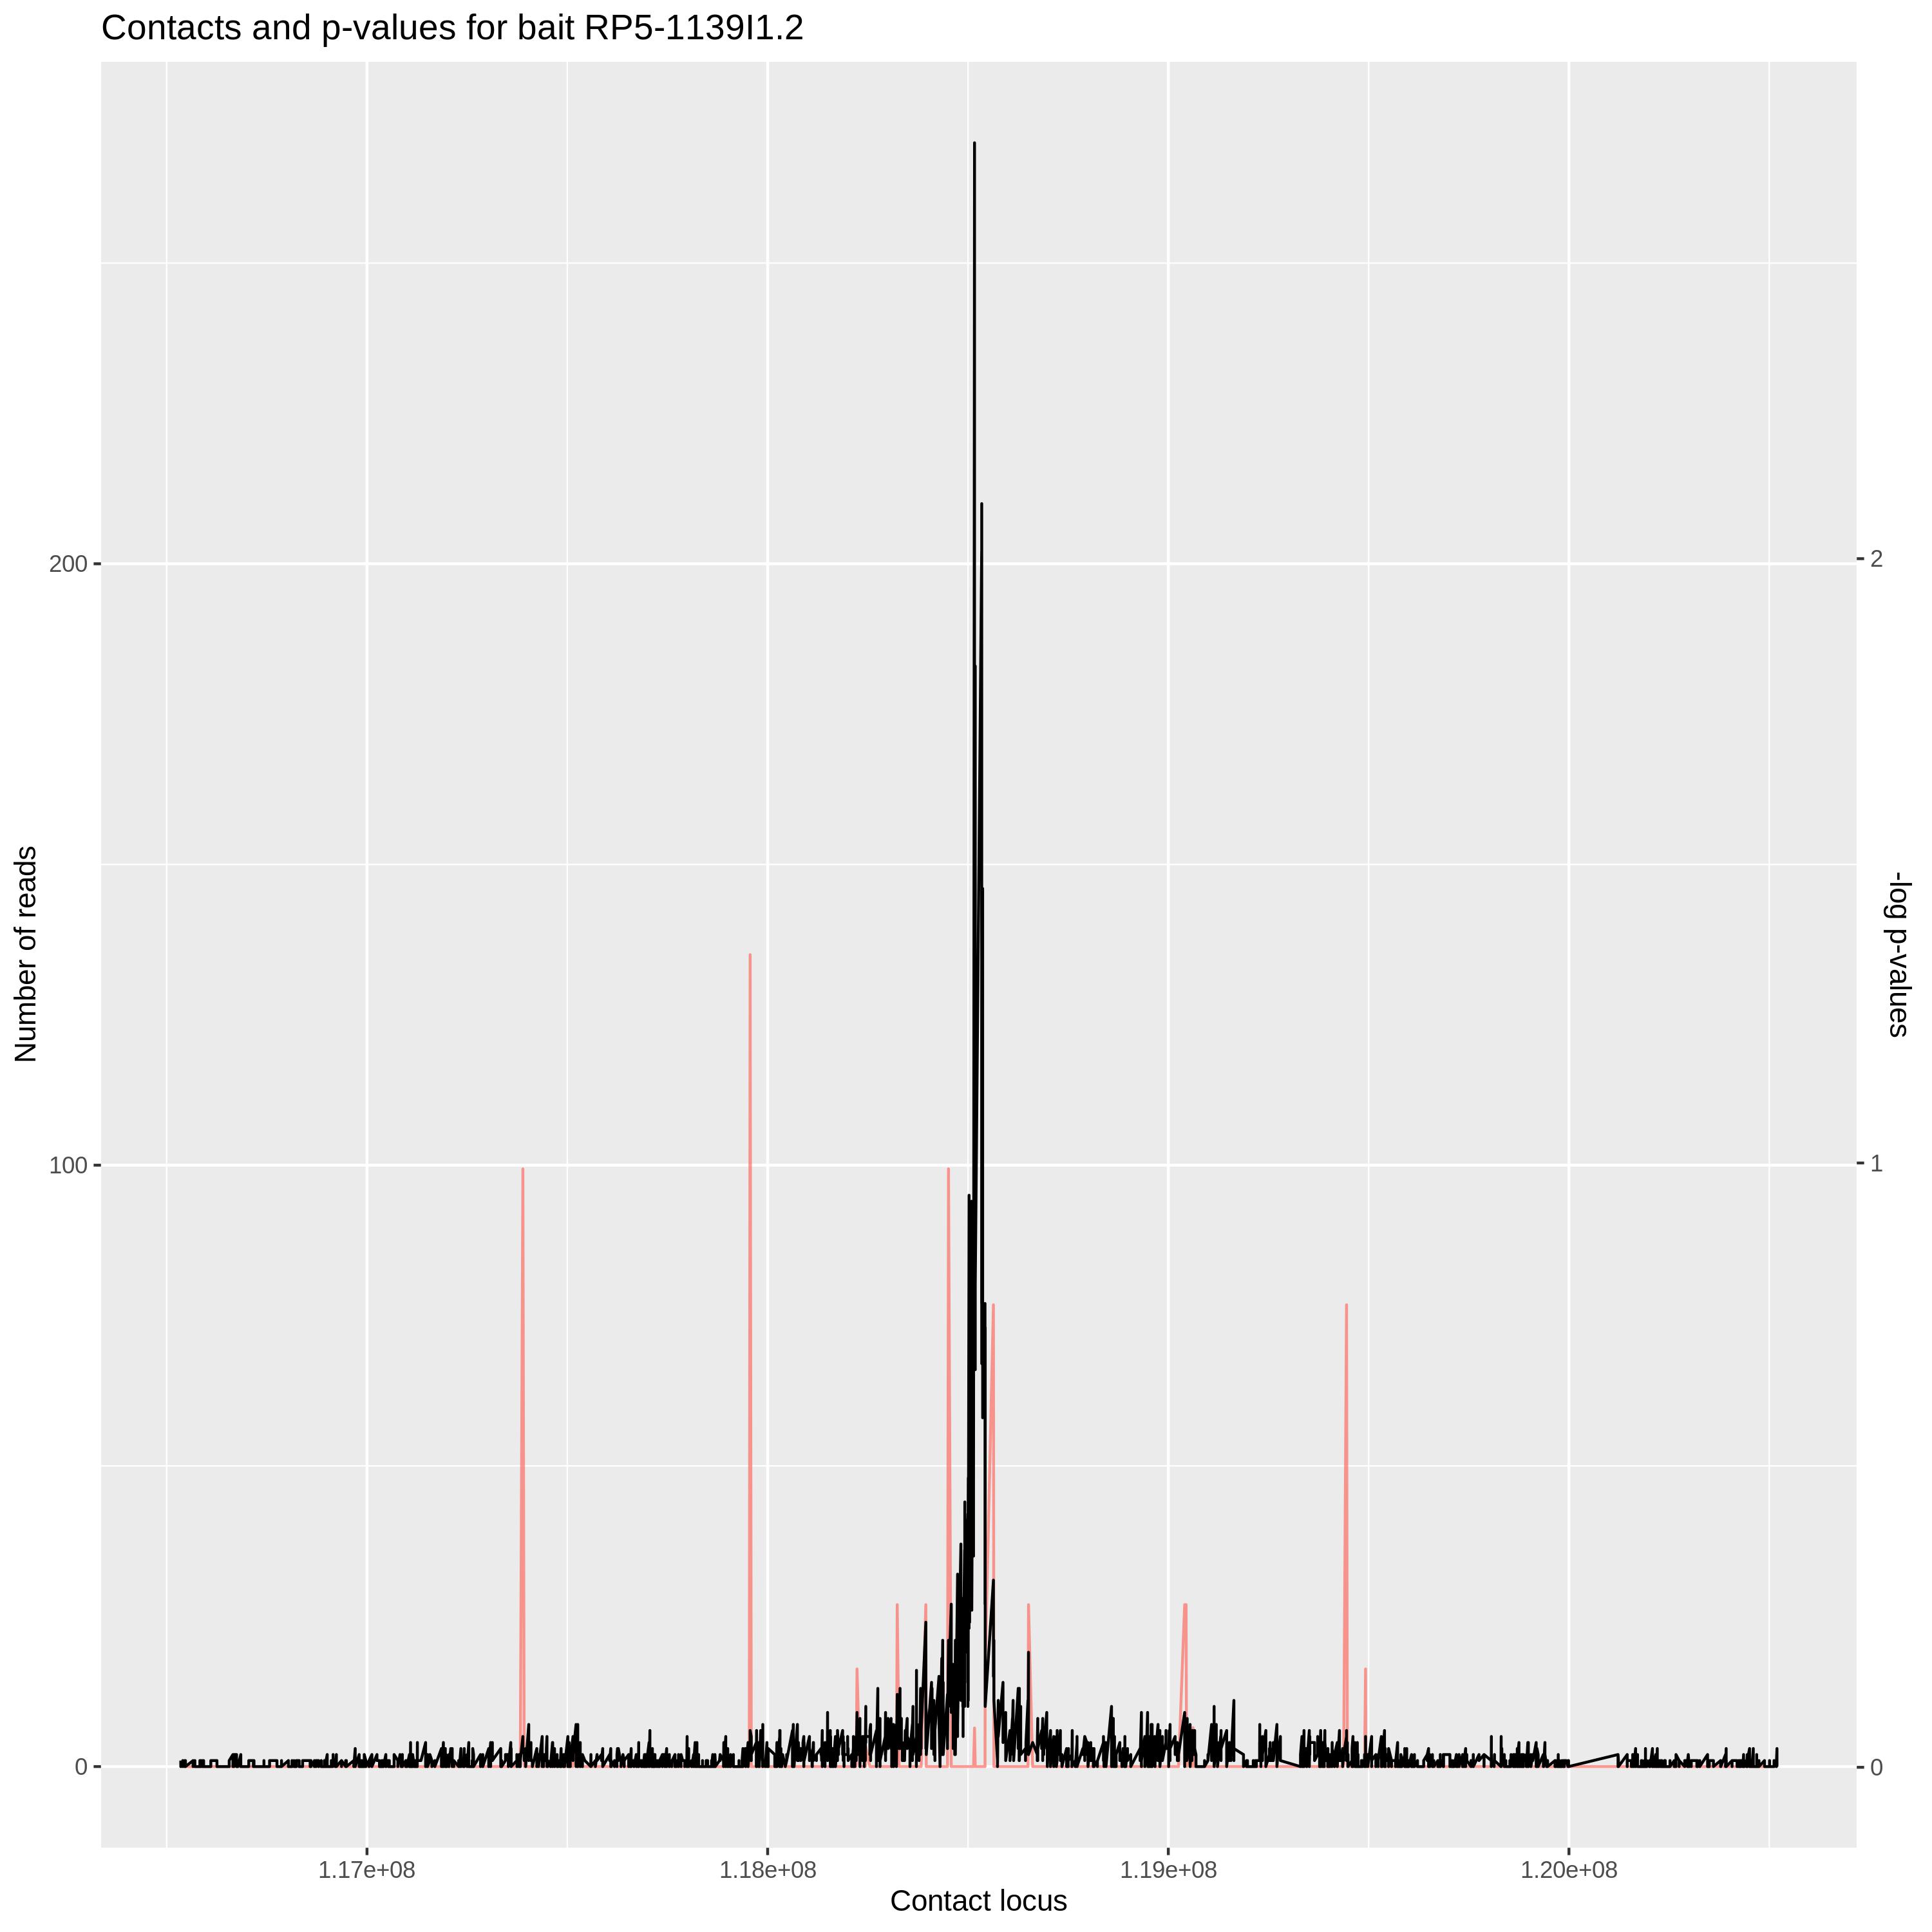 Contacts and p-values for bait RP5-1139I1.2
Number of reads
200
100
0
2
1
0
-log p-values
1.17e+08
1.18e+08
1.19e+08
1.20e+08
Contact locus